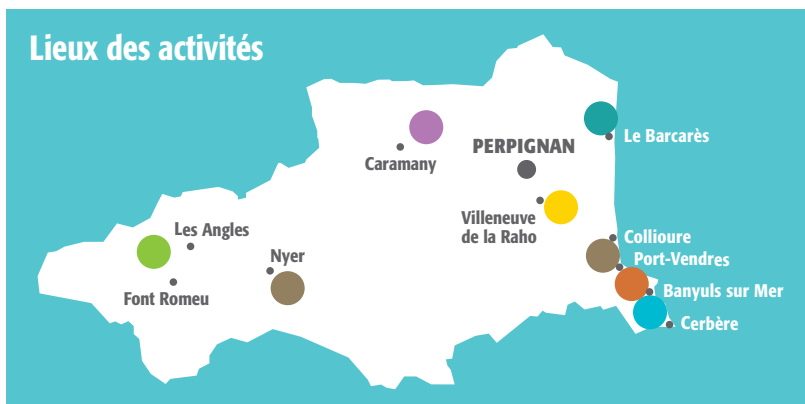 Lieux des activités
Le Barcarès
PERPIGNAN
Caramany
Villeneuve
de la Raho
Les Angles
Collioure
Nyer
Port-Vendres
Font Romeu
Banyuls sur Mer
Cerbère